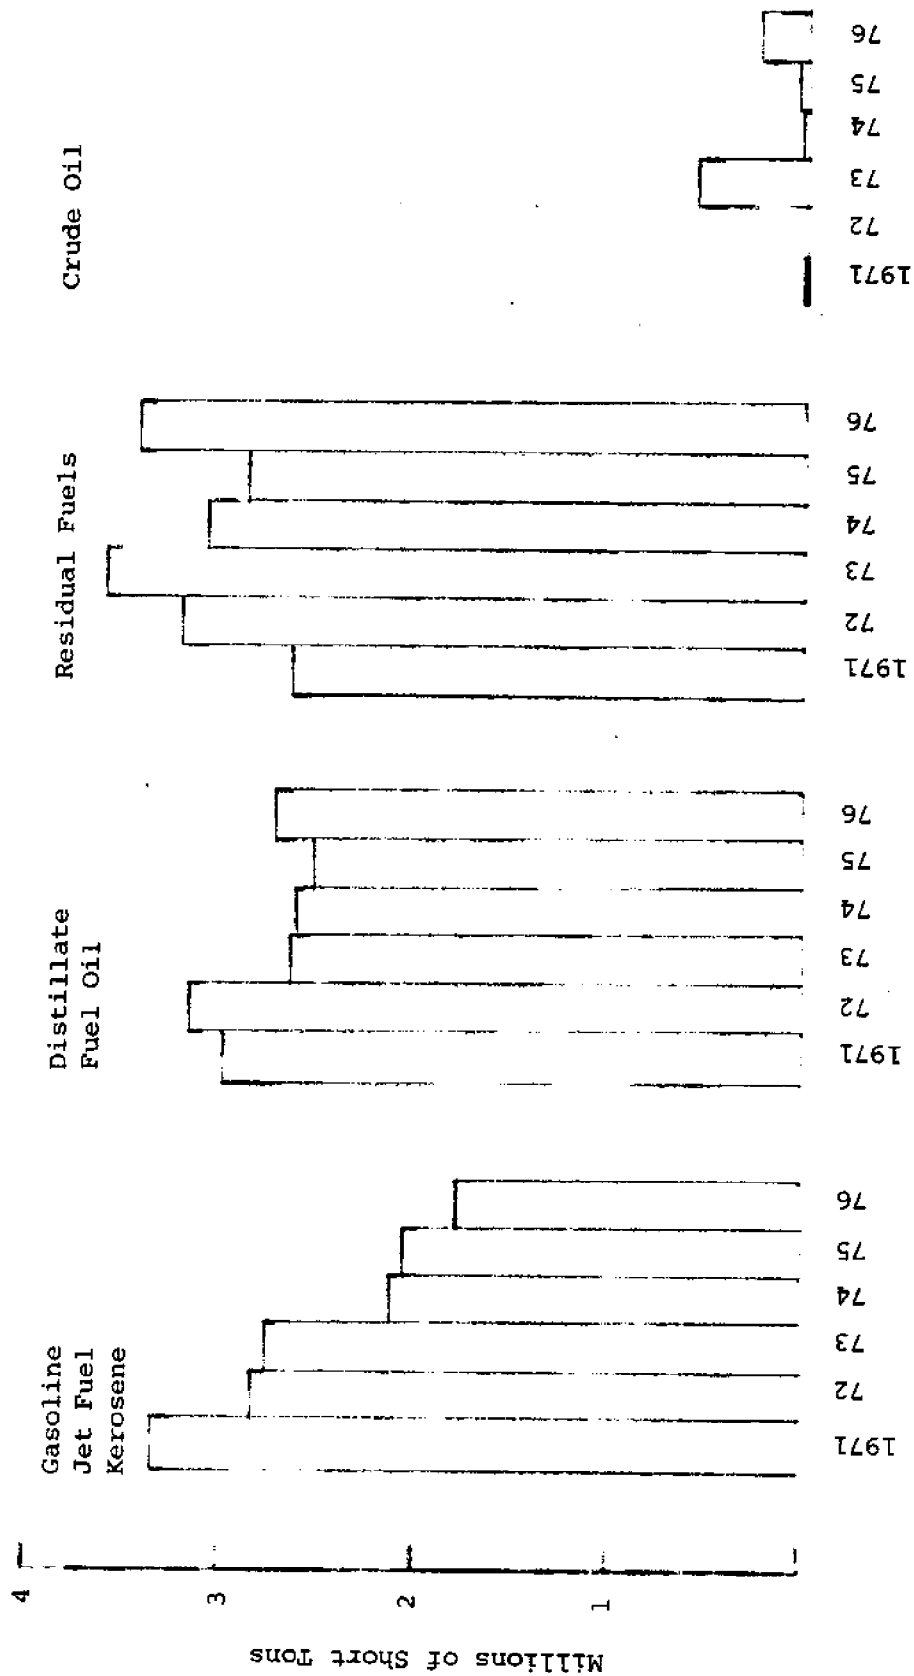 Gasoline
Jet Fuel
Kerosene
Distillate
Fuel Oil
Residual Fuels
Crude Oil
4
3
2
1
Millions of Short Tons
1971 72 73 74 75 76
1971 72 73 74 75 76
1971 72 73 74 75 76
1971 72 73 74 75 76